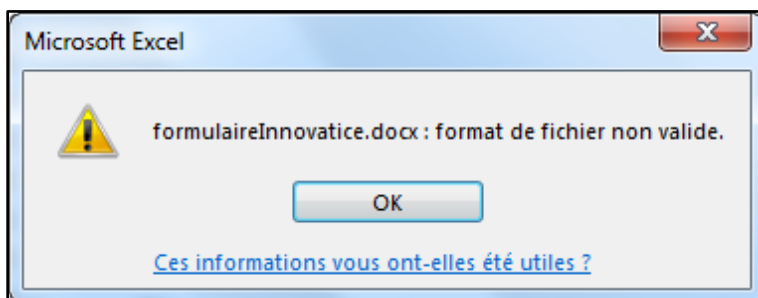 Microsoft Excel
formulaireInnovatice.docx : format de fichier non valide.
OK
Ces informations vous ont-elles été utiles ?